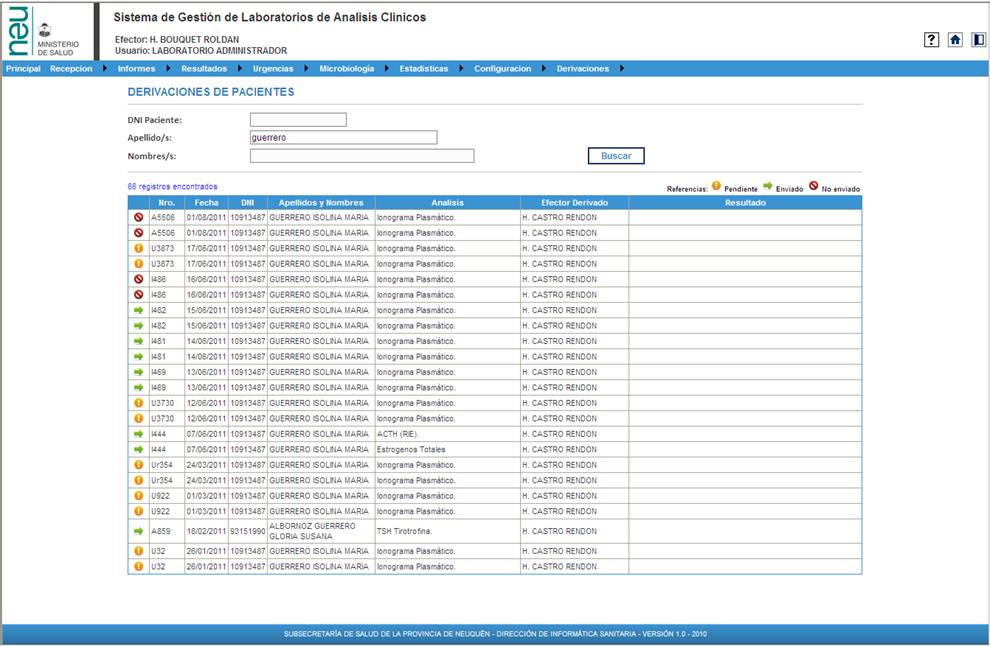 neu
MINISTERIO
DE SALUD
Sistema de Gestión de Laboratorios de Analisis Clinicos
Efector: H. BOUQUET ROLDAN
Usuario: LABORATORIO ADMINISTRADOR
?
Principal Recepcion Informes Resultados Urgencias Microbiología Estadísticas Configuracion Derivaciones
DERIVACIONES DE PACIENTES
DNI Paciente:
Apellido/s: guerrero
Nombres/s:
Buscar
66 registros encontrados
Referencias: Pendiente Enviado No enviado
Nro. Fecha DNI Apellidos y Nombres Analisis Efector Derivado Resultado
A5506 01/08/2011 10913487 GUERRERO ISOLINA MARIA Ionograma Plasmático. H. CASTRO RENDON
A5506 01/08/2011 10913487 GUERRERO ISOLINA MARIA Ionograma Plasmático. H. CASTRO RENDON
U3873 17/06/2011 10913487 GUERRERO ISOLINA MARIA Ionograma Plasmático. H. CASTRO RENDON
U3873 17/06/2011 10913487 GUERRERO ISOLINA MARIA Ionograma Plasmático. H. CASTRO RENDON
I486 16/06/2011 10913487 GUERRERO ISOLINA MARIA Ionograma Plasmático. H. CASTRO RENDON
I486 16/06/2011 10913487 GUERRERO ISOLINA MARIA Ionograma Plasmático. H. CASTRO RENDON
I482 15/06/2011 10913487 GUERRERO ISOLINA MARIA Ionograma Plasmático. H. CASTRO RENDON
I482 15/06/2011 10913487 GUERRERO ISOLINA MARIA Ionograma Plasmático. H. CASTRO RENDON
I481 14/06/2011 10913487 GUERRERO ISOLINA MARIA Ionograma Plasmático. H. CASTRO RENDON
I481 14/06/2011 10913487 GUERRERO ISOLINA MARIA Ionograma Plasmático. H. CASTRO RENDON
I469 13/06/2011 10913487 GUERRERO ISOLINA MARIA Ionograma Plasmático. H. CASTRO RENDON
I469 13/06/2011 10913487 GUERRERO ISOLINA MARIA Ionograma Plasmático. H. CASTRO RENDON
U3730 12/06/2011 10913487 GUERRERO ISOLINA MARIA Ionograma Plasmático. H. CASTRO RENDON
U3730 12/06/2011 10913487 GUERRERO ISOLINA MARIA Ionograma Plasmático. H. CASTRO RENDON
I444 07/06/2011 10913487 GUERRERO ISOLINA MARIA ACTH (RIE). H. CASTRO RENDON
I444 07/06/2011 10913487 GUERRERO ISOLINA MARIA Estrogenos Totales H. CASTRO RENDON
Ur354 24/03/2011 10913487 GUERRERO ISOLINA MARIA Ionograma Plasmático. H. CASTRO RENDON
Ur354 24/03/2011 10913487 GUERRERO ISOLINA MARIA Ionograma Plasmático. H. CASTRO RENDON
U922 01/03/2011 10913487 GUERRERO ISOLINA MARIA Ionograma Plasmático. H. CASTRO RENDON
U922 01/03/2011 10913487 GUERRERO ISOLINA MARIA Ionograma Plasmático. H. CASTRO RENDON
A859 16/02/2011 93151990 ALBORNOZ GUERRERO GLORIA SUSANA TSH Tirotrofina. H. CASTRO RENDON
U32 26/01/2011 10913487 GUERRERO ISOLINA MARIA Ionograma Plasmático. H. CASTRO RENDON
U32 26/01/2011 10913487 GUERRERO ISOLINA MARIA Ionograma Plasmático. H. CASTRO RENDON
SUBSECRETARÍA DE SALUD DE LA PROVINCIA DE NEUQUÉN - DIRECCIÓN DE INFORMÁTICA SANITARIA - VERSIÓN 1.0 - 2010